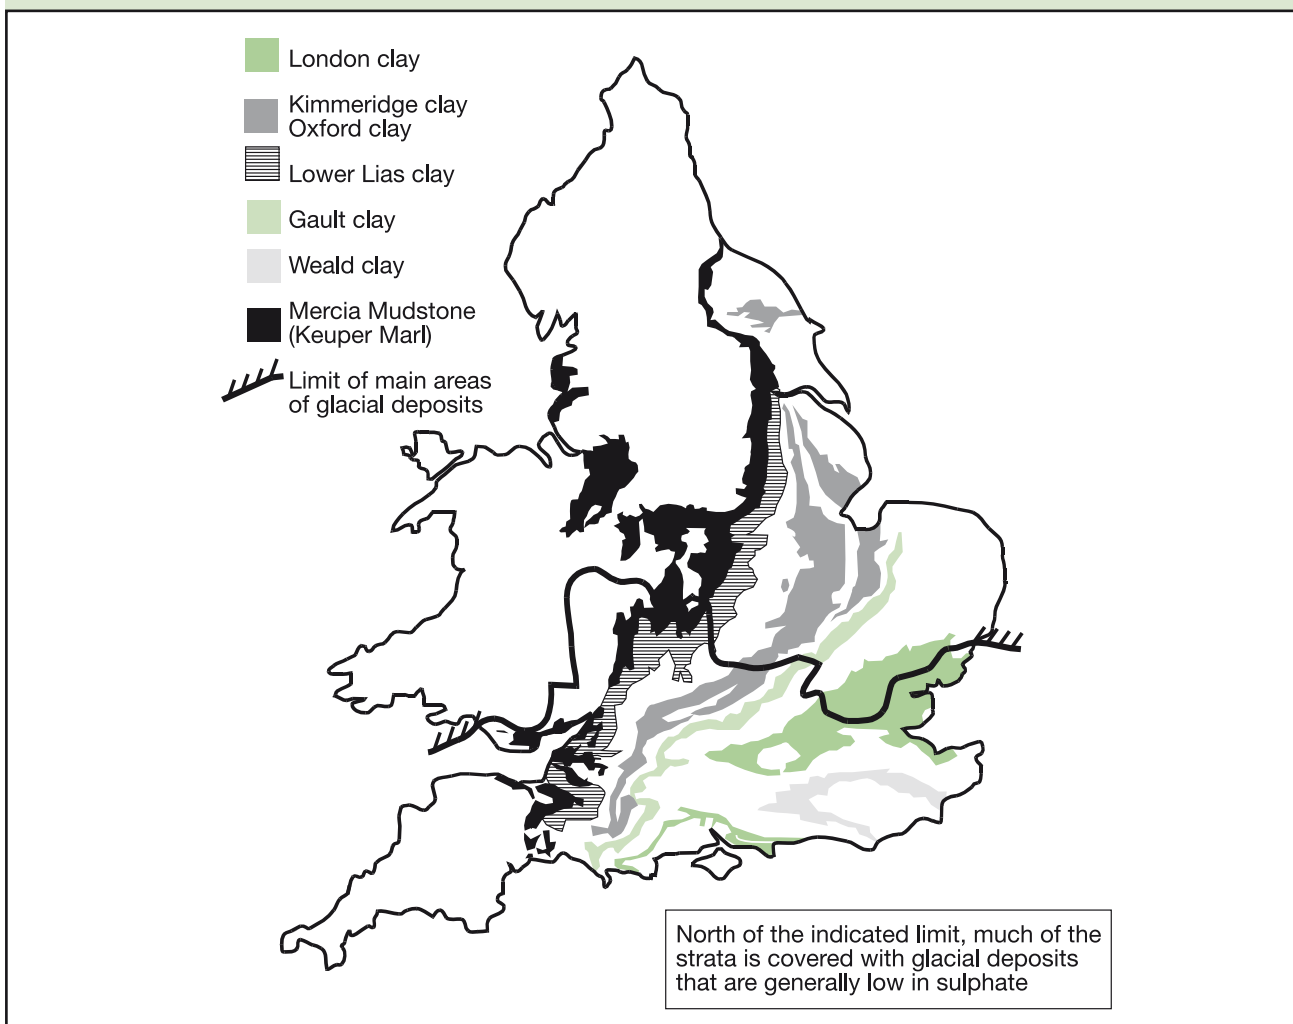 London clay
Kimmeridge clay
Oxford clay
Lower Lias clay
Gault clay
Weald clay
Mercia Mudstone
(Keuper Marl)
Limit of main areas
of glacial deposits
North of the indicated limit, much of the
strata is covered with glacial deposits
that are generally low in sulphate